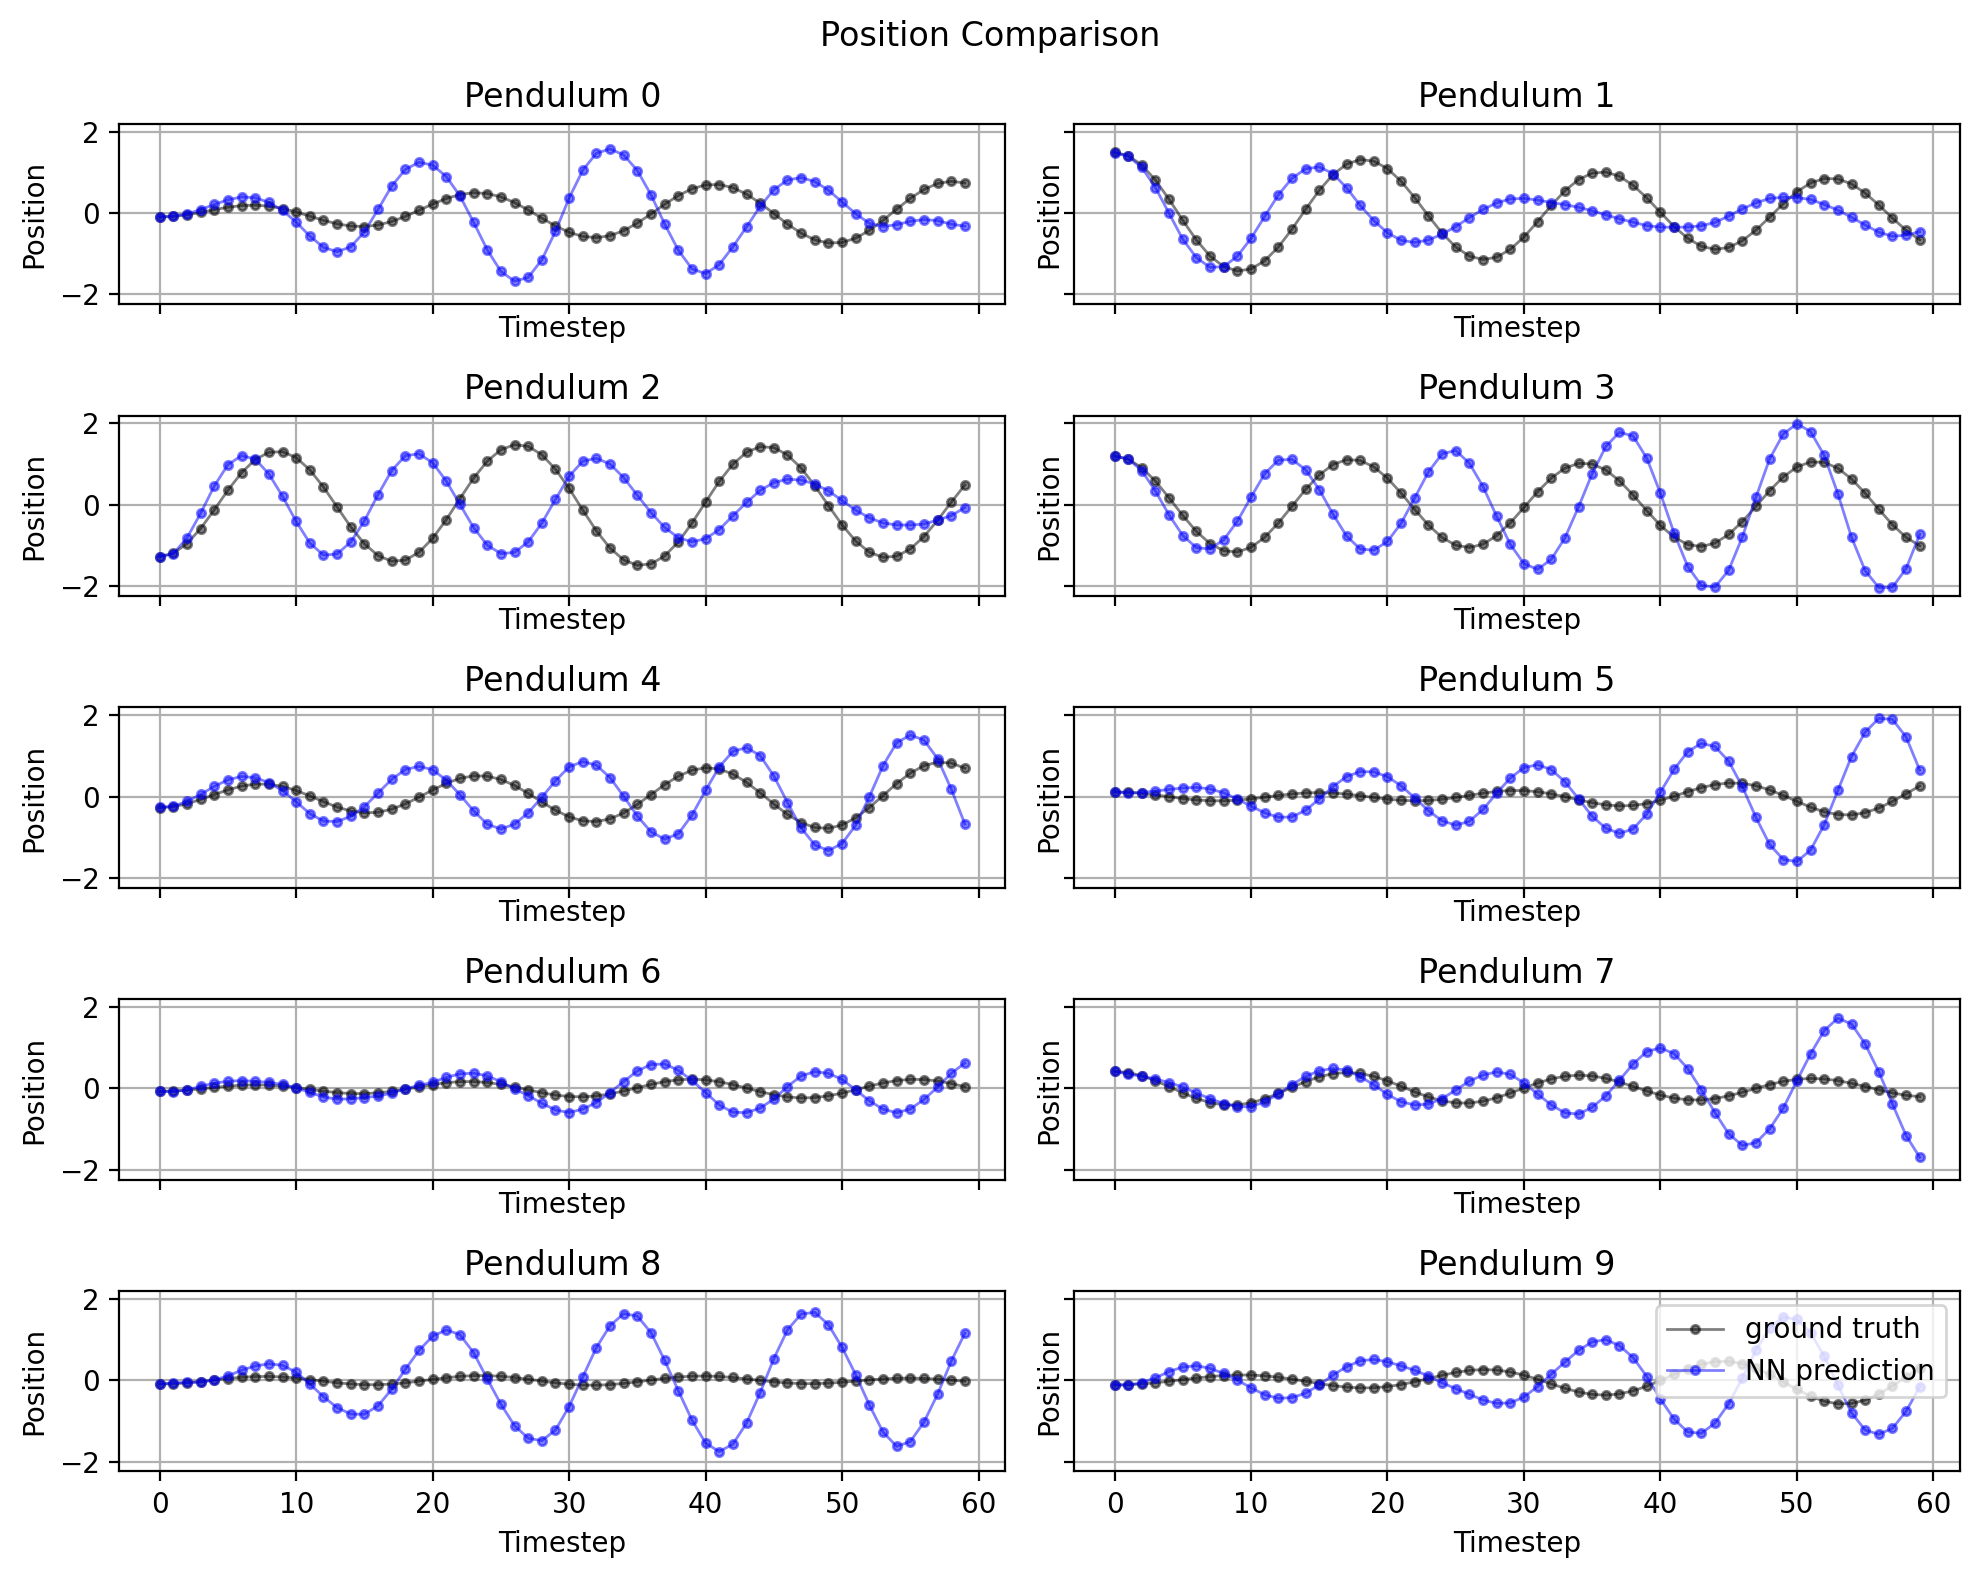 Position Comparison
Pendulum 0
Pendulum 1
2
0
−2
Position
Position
Timestep
Timestep
Pendulum 2
Pendulum 3
2
0
−2
Position
Position
Timestep
Timestep
Pendulum 4
Pendulum 5
2
0
−2
Position
Position
Timestep
Timestep
Pendulum 6
Pendulum 7
2
0
−2
Position
Position
Timestep
Timestep
Pendulum 8
Pendulum 9
2
0
−2
Position
Position
ground truth
NN prediction
0 10 20 30 40 50 60
0 10 20 30 40 50 60
Timestep
Timestep